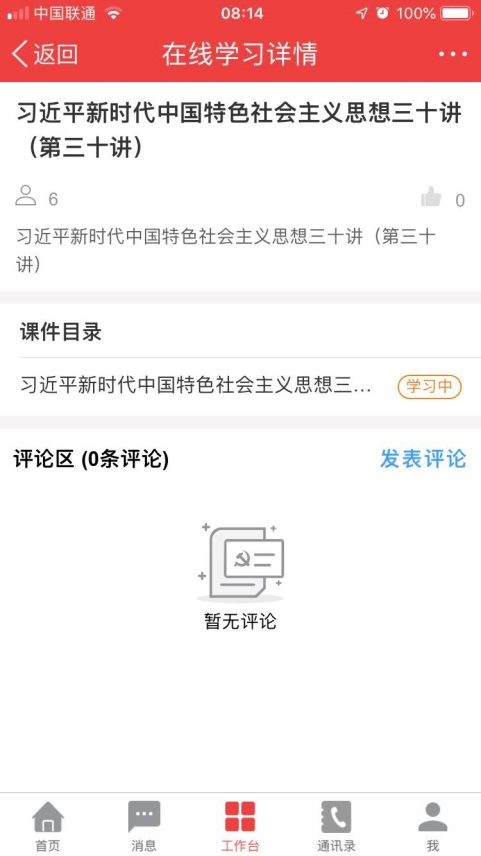 中国联通
08:14
100%
返回
在线学习详情
习近平新时代中国特色社会主义思想三十讲
（第三十讲）
6
0
习近平新时代中国特色社会主义思想三十讲（第三十
讲）
课件目录
习近平新时代中国特色社会主义思想三...
学习中
评论区 (0条评论)
发表评论
暂无评论
首页
消息
工作台
通讯录
我